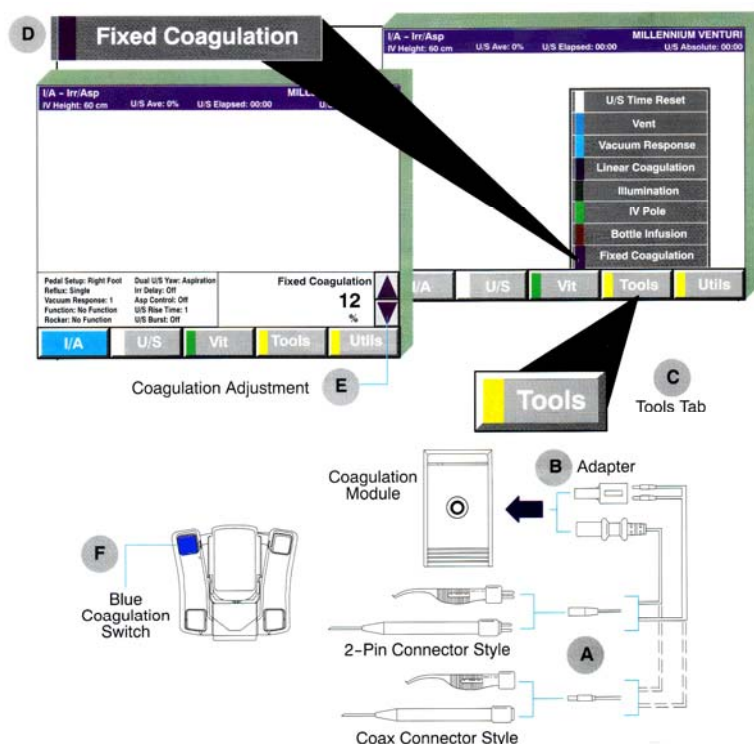 D Fixed Coagulation
I/A - Irr/Asp MILLENNIUM VENTURI
IV Height: 60 cm U/S Ave: 0% U/S Elapsed: 00:00 U/S Absolute: 00:00
U/S Time Reset
Vent
Vacuum Response
Linear Coagulation
Illumination
IV Pole
Bottle Infusion
Fixed Coagulation
I/A U/S Vit Tools Utils
I/A - Irr/Asp
IV Height: 60 cm U/S Ave: 0% U/S Elapsed: 00:00
Pedal Setup: Right Foot Dual U/S Yaw: Aspiration
Reflux: Single Irr Delay: Off
Vacuum Response: 1 Asp Control: Off
Function: No Function U/S Rise Time: 1
Rocker: No Function U/S Burst: Off
Fixed Coagulation
12
%
I/A U/S Vit Tools Utils
Coagulation Adjustment E
Tools
C
Tools Tab
B Adapter
Coagulation
Module
F
Blue
Coagulation
Switch
2-Pin Connector Style
A
Coax Connector Style